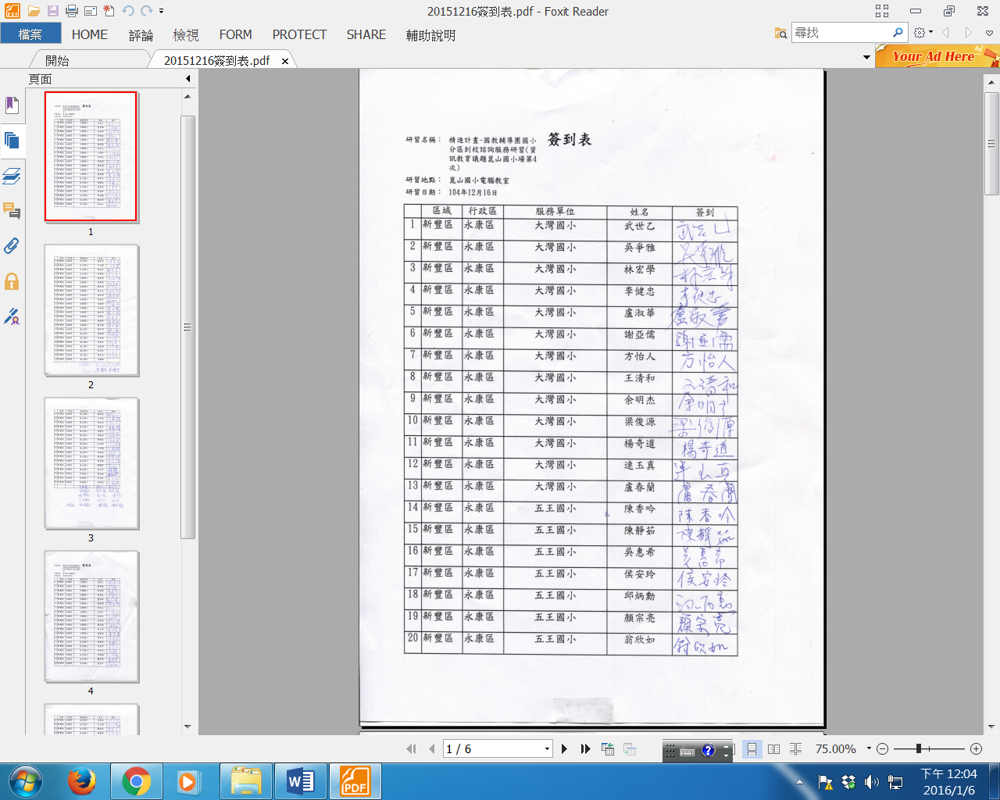 20151216簽到表.pdf - Foxit Reader
檔案 HOME 評論 檢視 FORM PROTECT SHARE 輔助說明 尋找
開始 20151216簽到表.pdf
Your Ad Here Ad
頁面
1
2
3
4
簽到表
研習名稱： 精進計畫-國教輔導團國小
分區到校諮詢服務研習(資
訊教育議題崑山國小場第4
次)
研習地點： 崑山國小電腦教室
研習日期： 104年12月16日
區域 行政區 服務單位 姓名 簽到
1 新豐區 永康區 大灣國小 武世乙
2 新豐區 永康區 大灣國小 吳爭雅
3 新豐區 永康區 大灣國小 林宏學
4 新豐區 永康區 大灣國小 李健忠 李健忠
5 新豐區 永康區 大灣國小 盧淑華
6 新豐區 永康區 大灣國小 謝亞儒 謝亞儒
7 新豐區 永康區 大灣國小 方怡人 方怡人
8 新豐區 永康區 大灣國小 王清和 王清和
9 新豐區 永康區 大灣國小 余明杰
10 新豐區 永康區 大灣國小 梁俊源 梁俊源
11 新豐區 永康區 大灣國小 楊奇道 楊奇道
12 新豐區 永康區 大灣國小 連玉真
13 新豐區 永康區 大灣國小 盧春蘭
14 新豐區 永康區 五王國小 陳香吟 陳香吟
15 新豐區 永康區 五王國小 陳靜茹 陳靜茹
16 新豐區 永康區 五王國小 吳惠希 吳惠希
17 新豐區 永康區 五王國小 侯安玲 侯安玲
18 新豐區 永康區 五王國小 邱炳勳
19 新豐區 永康區 五王國小 顏宗亮 顏宗亮
20 新豐區 永康區 五王國小 翁欣如 翁欣如
1 / 6 75.00%
下午 12:04
2016/1/6